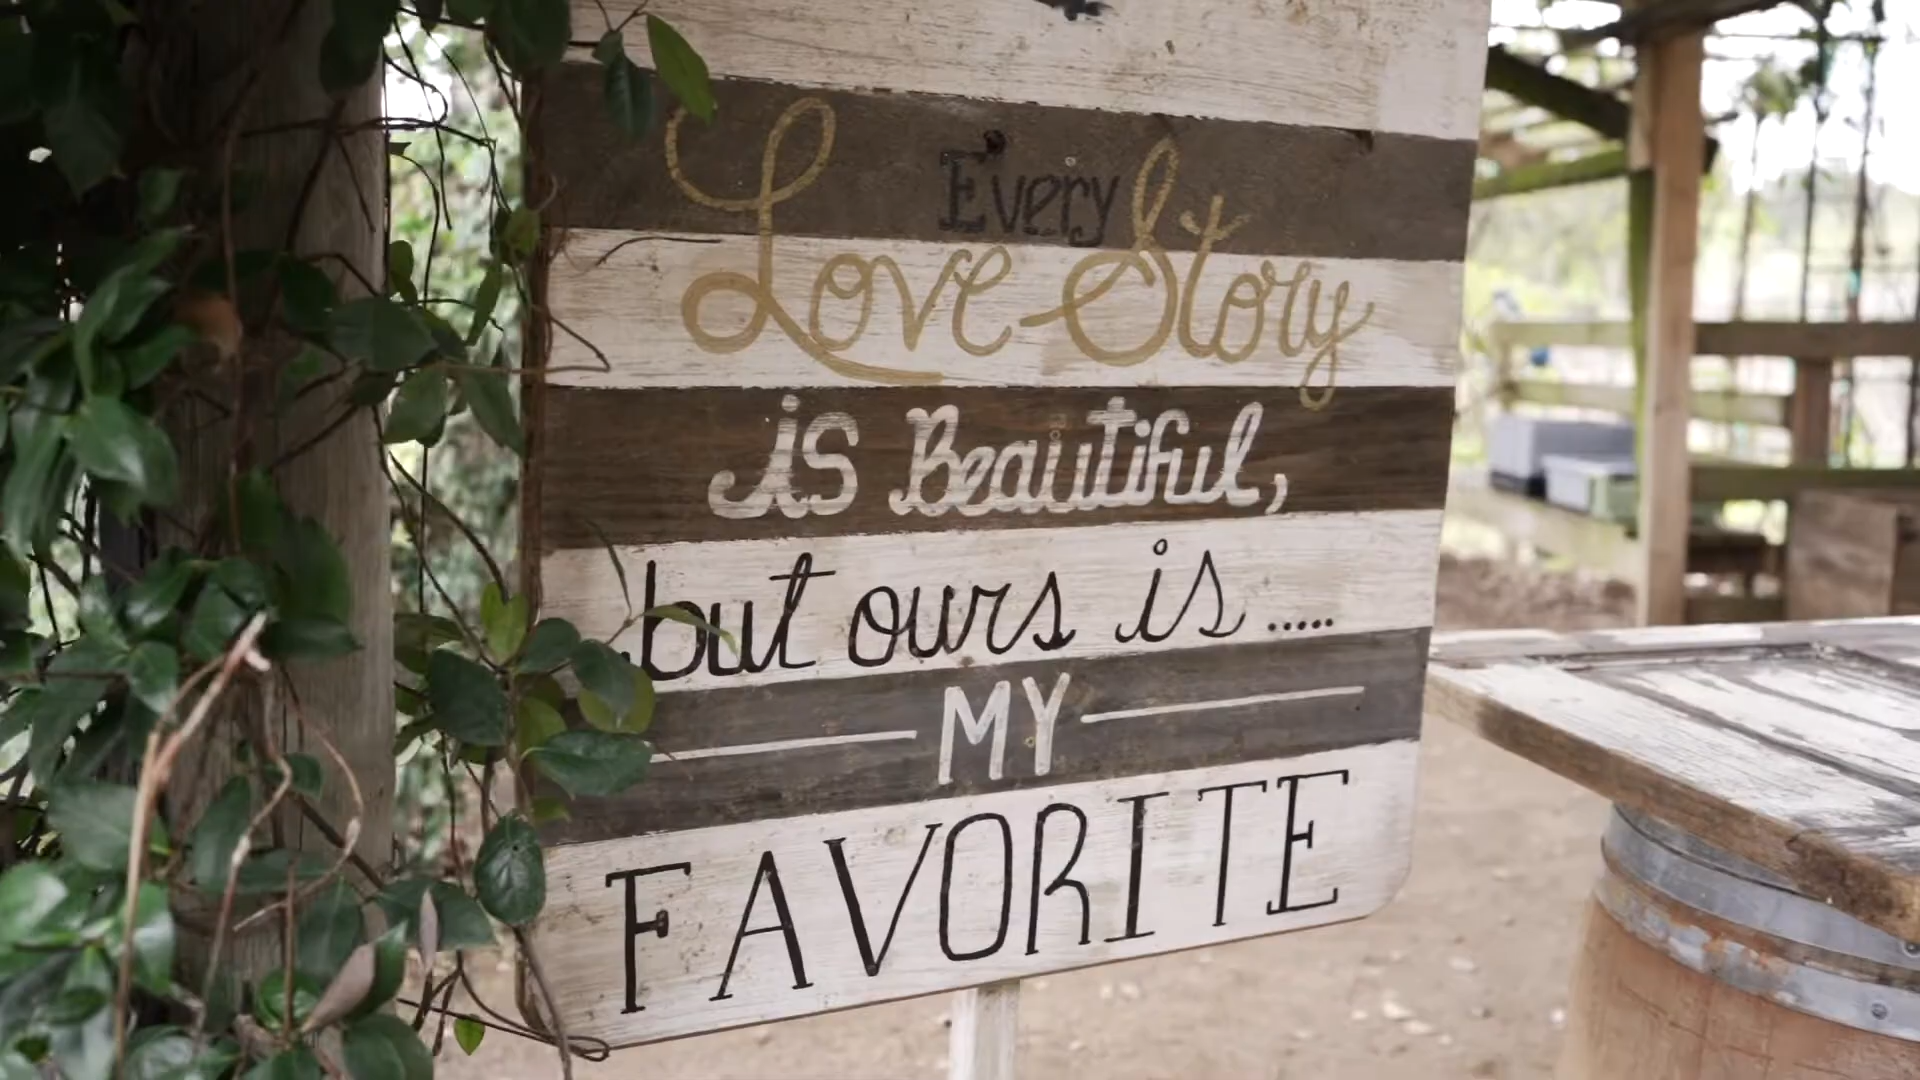 Every
Love Story
is Beautiful,
but ours is.....
MY
FAVORITE